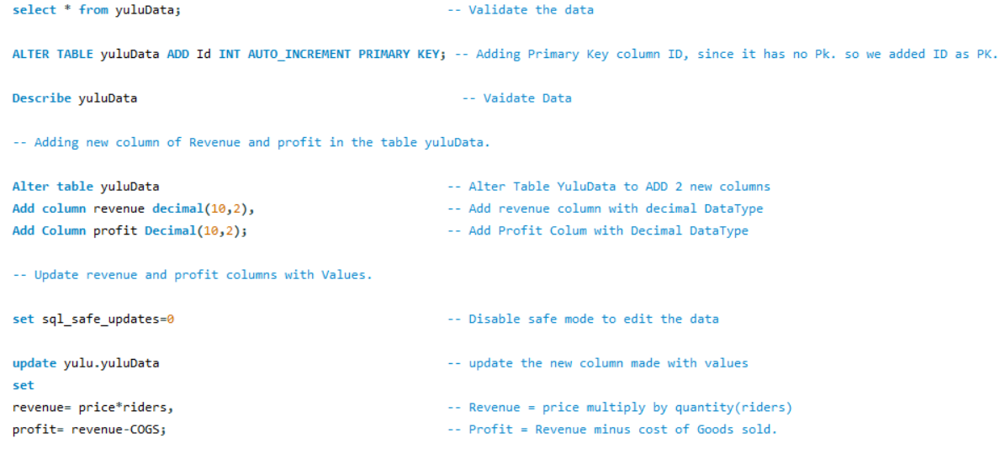 select * from yuluData; -- Validate the data
ALTER TABLE yuluData ADD Id INT AUTO_INCREMENT PRIMARY KEY; -- Adding Primary Key column ID, since it has no Pk. so we added ID as PK.
Describe yuluData -- Vaidate Data
-- Adding new column of Revenue and profit in the table yuluData.
Alter table yuluData -- Alter Table YuluData to ADD 2 new columns
Add column revenue decimal(10,2), -- Add revenue column with decimal DataType
Add Column profit Decimal(10,2); -- Add Profit Colum with Decimal DataType
-- Update revenue and profit columns with Values.
set sql_safe_updates=0 -- Disable safe mode to edit the data
update yulu.yuluData -- update the new column made with values
set
revenue= price*riders, -- Revenue = price multiply by quantity(riders)
profit= revenue-COGS; -- Profit = Revenue minus cost of Goods sold.